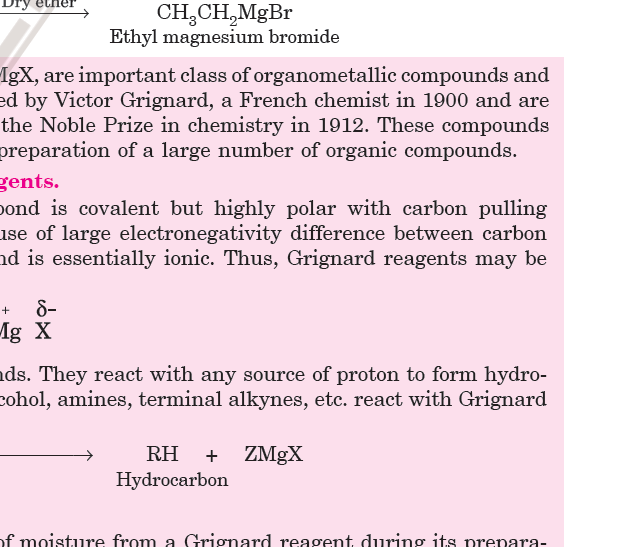 Dry ether
CH₃CH₂MgBr
Ethyl magnesium bromide
MgX, are important class of organometallic compounds and
ed by Victor Grignard, a French chemist in 1900 and are
the Noble Prize in chemistry in 1912. These compounds
preparation of a large number of organic compounds.
gents.
bond is covalent but highly polar with carbon pulling
use of large electronegativity difference between carbon
nd is essentially ionic. Thus, Grignard reagents may be
+ δ–
Mg X
nds. They react with any source of proton to form hydro-
cohol, amines, terminal alkynes, etc. react with Grignard
⟶ RH + ZMgX
Hydrocarbon
of moisture from a Grignard reagent during its prepara-